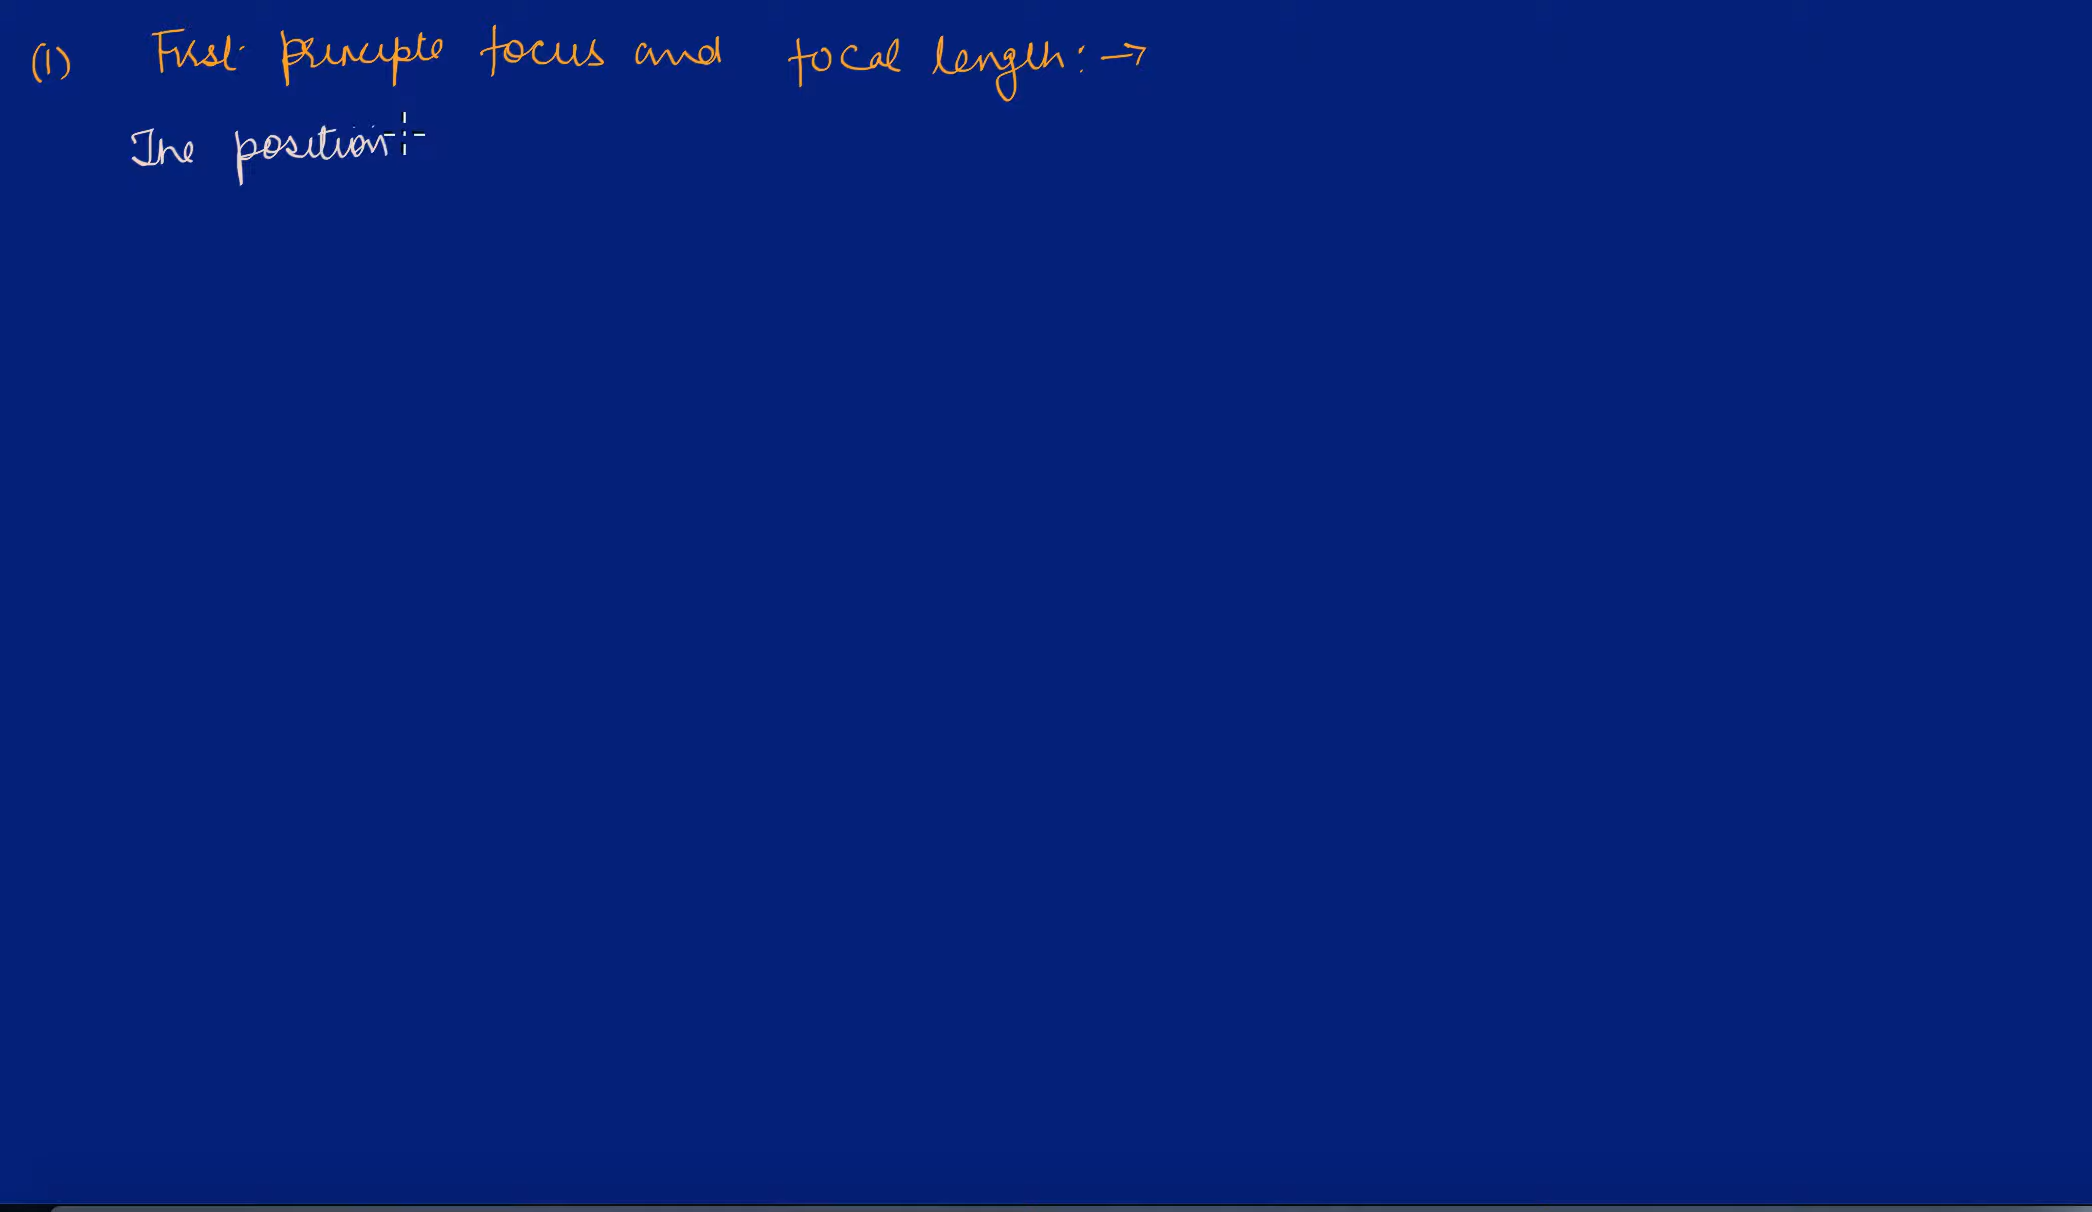 (1) First principle focus and focal length :→
The position